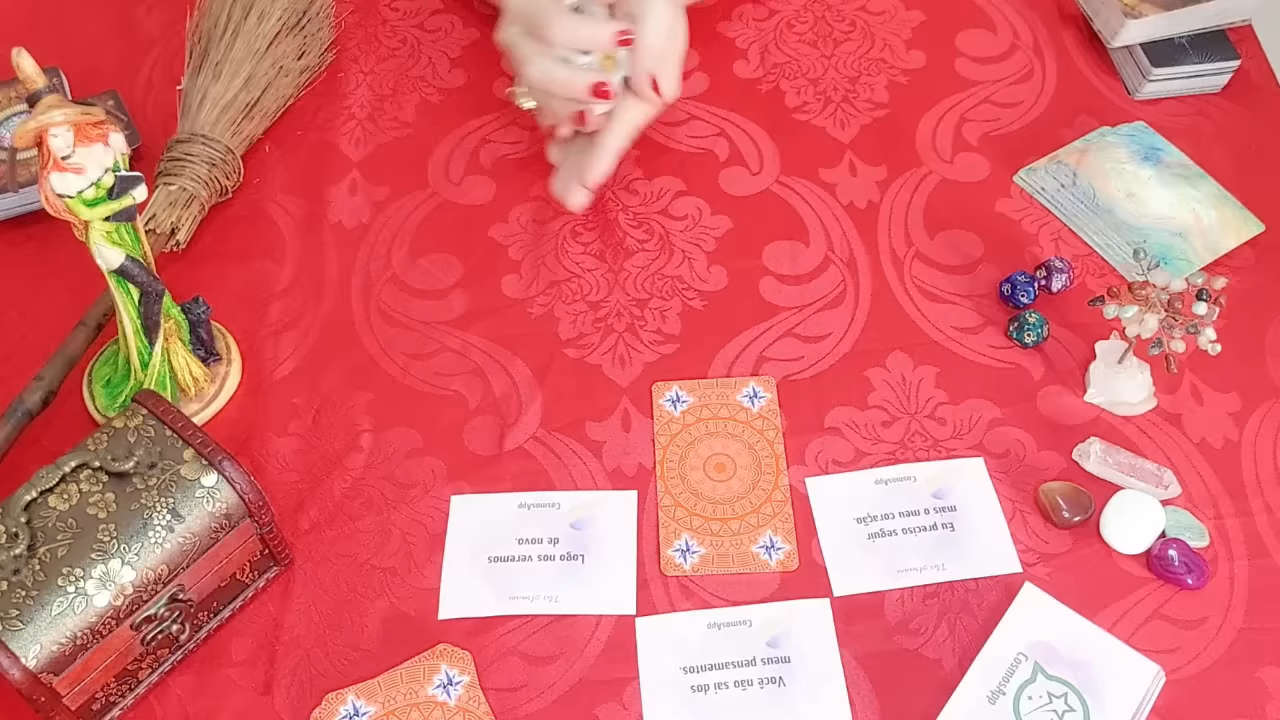 CosmosApp
Logo nos veremos
de novo.
CosmosApp
Eu preciso seguir
mais o meu coração.
CosmosApp
Você não sai dos
meus pensamentos.
CosmosApp